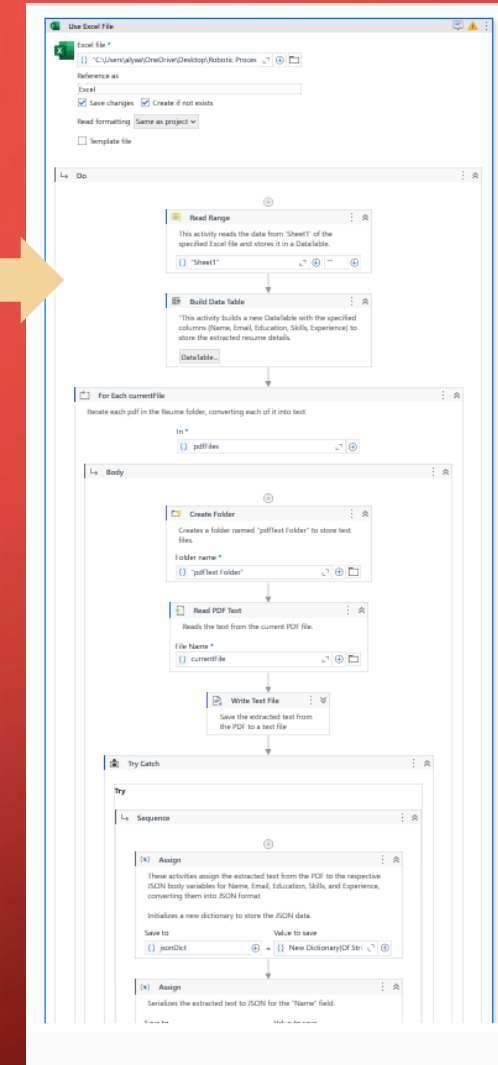 Use Excel File
Excel file *
"C:\Users\alyaa\OneDrive\Desktop\Robotic Proces
Reference as
Excel
Save changes Create if not exists
Read formatting Same as project
Template file
Do
Read Range
This activity reads the data from 'Sheet1' of the
specified Excel file and stores it in a DataTable.
"Sheet1" ""
Build Data Table
"This activity builds a new DataTable with the specified
columns (Name, Email, Education, Skills, Experience) to
store the extracted resume details.
DataTable...
For Each currentFile
Iterate each pdf in the Reume folder, converting each of it into text
In *
pdfFiles
Body
Create Folder
Creates a folder named "pdfText Folder" to store text
files.
Folder name *
"pdfText Folder"
Read PDF Text
Reads the text from the current PDF file.
File Name *
currentFile
Write Text File
Save the extracted text from
the PDF to a text file
Try Catch
Try
Sequence
Assign
These activities assign the extracted text from the PDF to the respective
JSON body variables for Name, Email, Education, Skills, and Experience,
converting them into JSON format
Initializes a new dictionary to store the JSON data.
Save to Value to save
jsonDict = New Dictionary(Of Stri
Assign
Serializes the extracted text to JSON for the "Name" field.
Save to Value to save